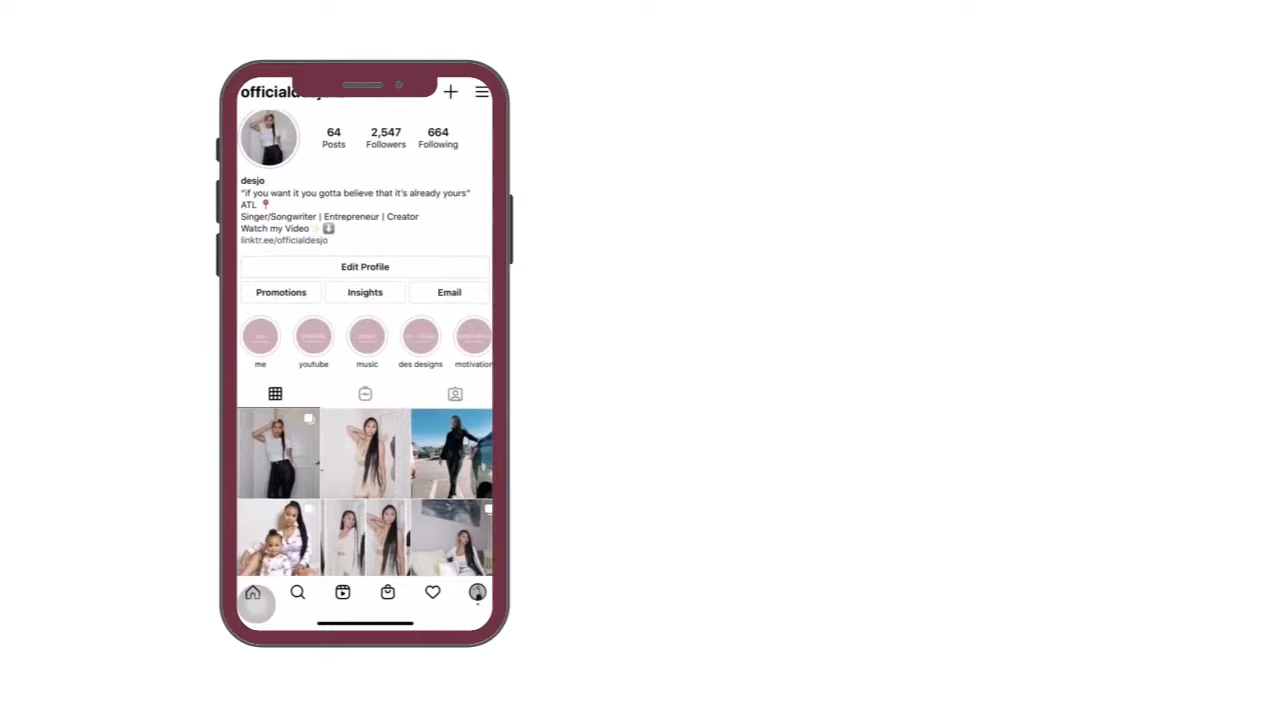 64 2,547 664
Posts Followers Following
desjo
“if you want it you gotta believe that it's already yours”
ATL
Singer/Songwriter | Entrepreneur | Creator
Watch my Video
linktr.ee/officialdesjo
Edit Profile
Promotions Insights Email
me youtube music des designs motivation